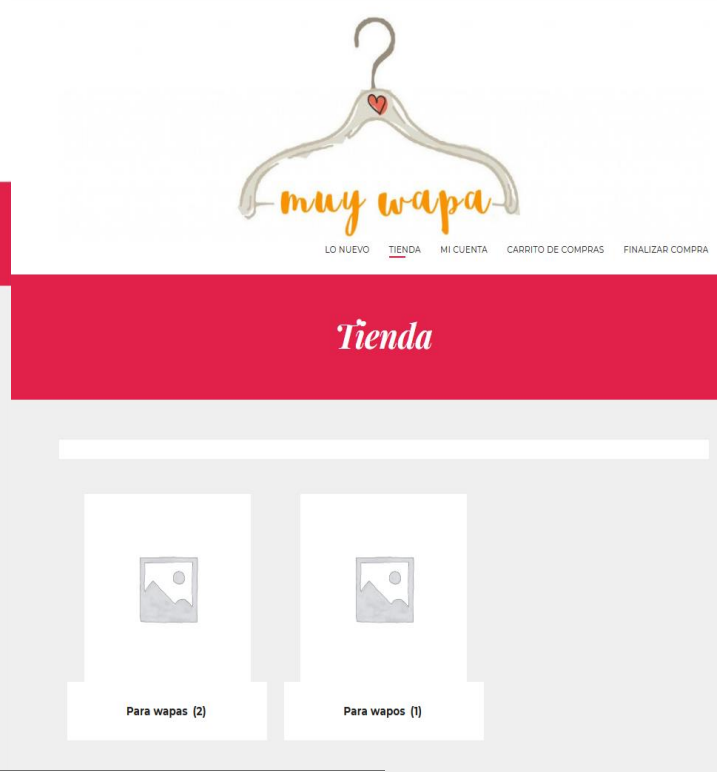 muy wapa
LO NUEVO TIENDA MI CUENTA CARRITO DE COMPRAS FINALIZAR COMPRA
Tienda
Para wapas (2)
Para wapos (1)